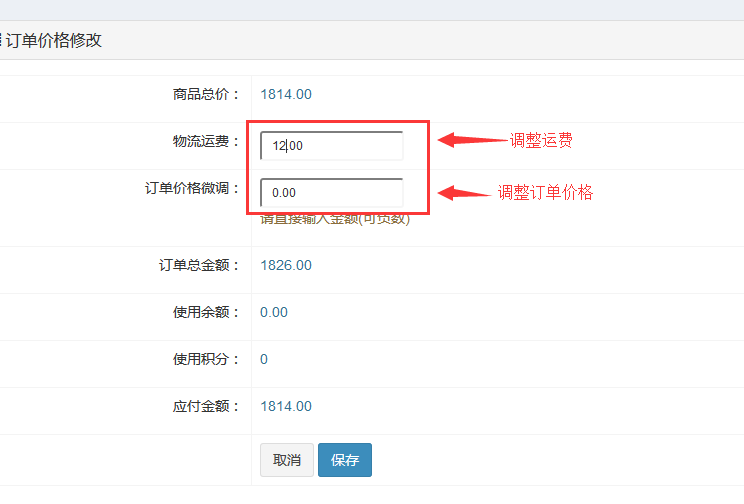 订单价格修改
商品总价： 1814.00
物流运费： 12.00 调整运费
订单价格微调： 0.00 调整订单价格
请直接输入金额(可负数)
订单总金额： 1826.00
使用余额： 0.00
使用积分： 0
应付金额： 1814.00
取消 保存